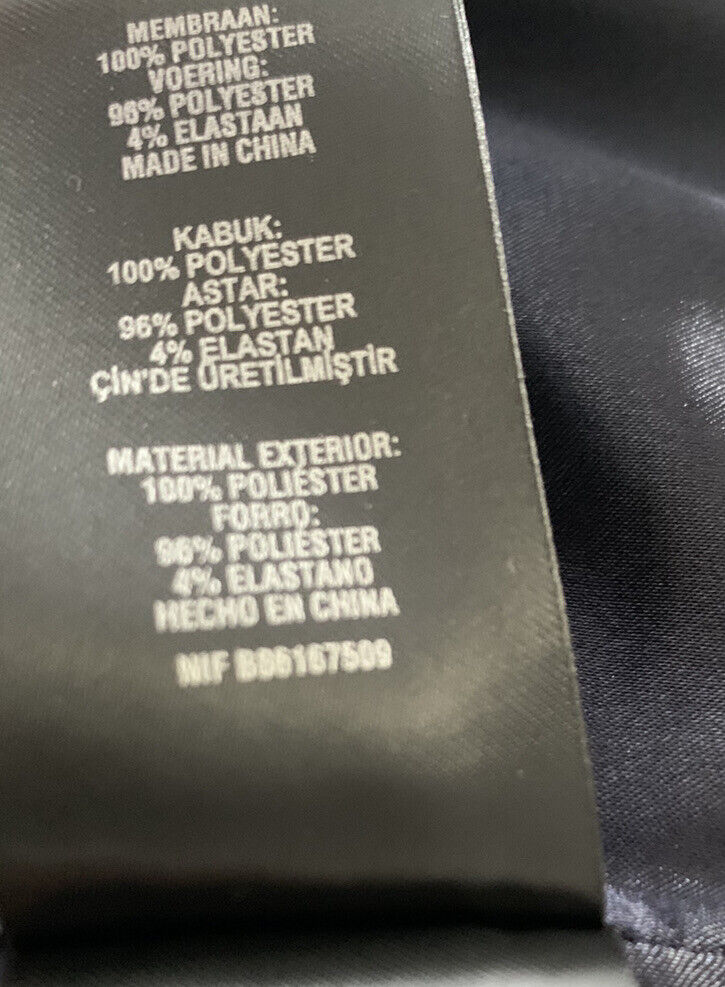 MEMBRAAN:
100% POLYESTER
VOERING:
96% POLYESTER
4% ELASTAAN
MADE IN CHINA
KABUK:
100% POLYESTER
ASTAR:
96% POLYESTER
4% ELASTAN
ÇİN'DE ÜRETİLMİŞTİR
MATERIAL EXTERIOR:
100% POLIÉSTER
FORRO:
96% POLIÉSTER
4% ELASTANO
HECHO EN CHINA
NIF